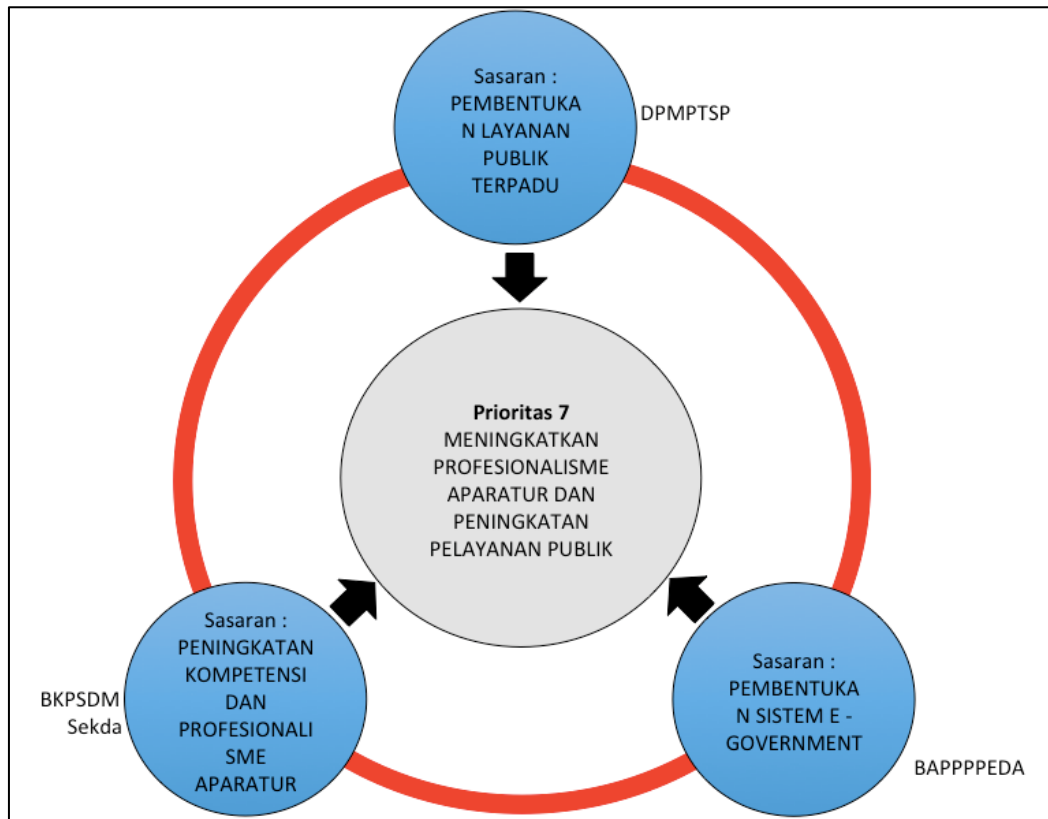 Sasaran :
PEMBENTUKA
N LAYANAN
PUBLIK
TERPADU
DPMPTSP
Prioritas 7
MENINGKATKAN
PROFESIONALISME
APARATUR DAN
PENINGKATAN
PELAYANAN PUBLIK
Sasaran :
PENINGKATAN
KOMPETENSI
DAN
PROFESIONALI
SME
APARATUR
BKPSDM
Sekda
Sasaran :
PEMBENTUKA
N SISTEM E -
GOVERNMENT
BAPPPPEDA